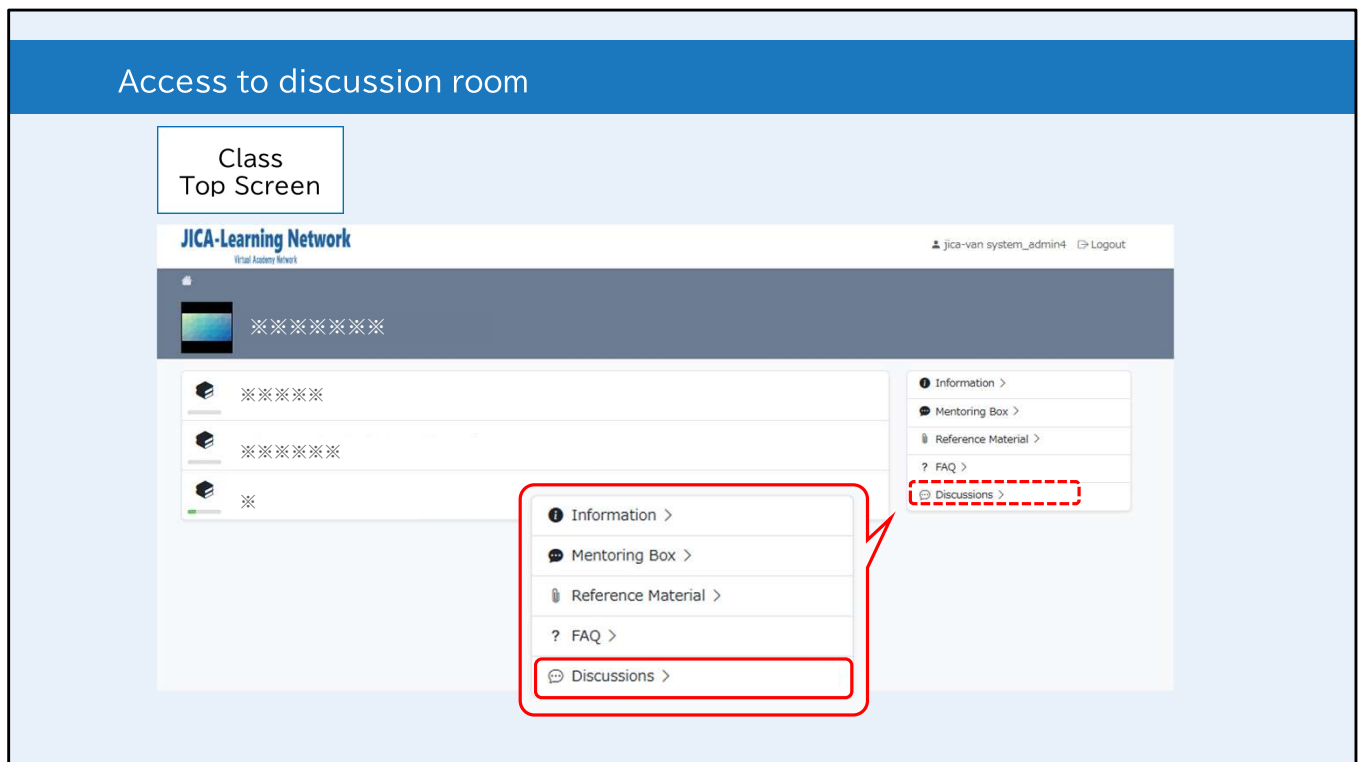 Access to discussion room
Class
Top Screen
JICA-Learning Network
Virtual Academy Network
jica-van system_admin4 Logout
※※※※※※※
※※※※※
※※※※※※
※
Information >
Mentoring Box >
Reference Material >
? FAQ >
Discussions >
Information >
Mentoring Box >
Reference Material >
? FAQ >
Discussions >